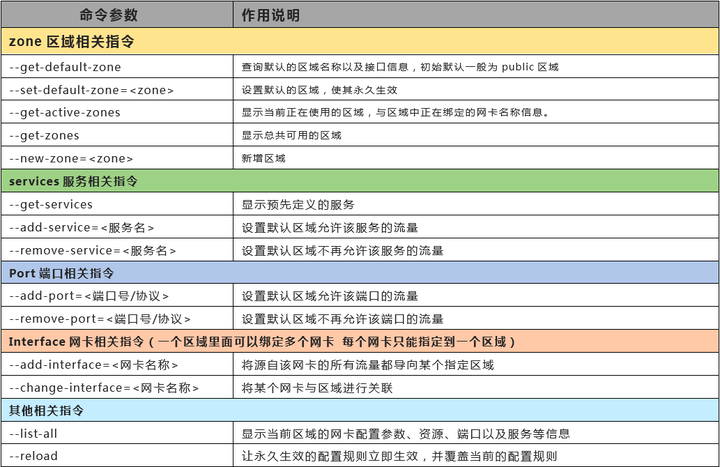 命令参数 作用说明
zone 区域相关指令
--get-default-zone 查询默认的区域名称以及接口信息，初始默认一般为 public 区域
--set-default-zone=<zone> 设置默认的区域，使其永久生效
--get-active-zones 显示当前正在使用的区域，与区域中正在绑定的网卡名称信息。
--get-zones 显示总共可用的区域
--new-zone=<zone> 新增区域
services 服务相关指令
--get-services 显示预先定义的服务
--add-service=<服务名> 设置默认区域允许该服务的流量
--remove-service=<服务名> 设置默认区域不再允许该服务的流量
Port 端口相关指令
--add-port=<端口号/协议> 设置默认区域允许该端口的流量
--remove-port=<端口号/协议> 设置默认区域不再允许该端口的流量
Interface 网卡相关指令（一个区域里面可以绑定多个网卡 每个网卡只能指定到一个区域）
--add-interface=<网卡名称> 将源自该网卡的所有流量都导向某个指定区域
--change-interface=<网卡名称> 将某个网卡与区域进行关联
其他相关指令
--list-all 显示当前区域的网卡配置参数、资源、端口以及服务等信息
--reload 让永久生效的配置规则立即生效，并覆盖当前的配置规则